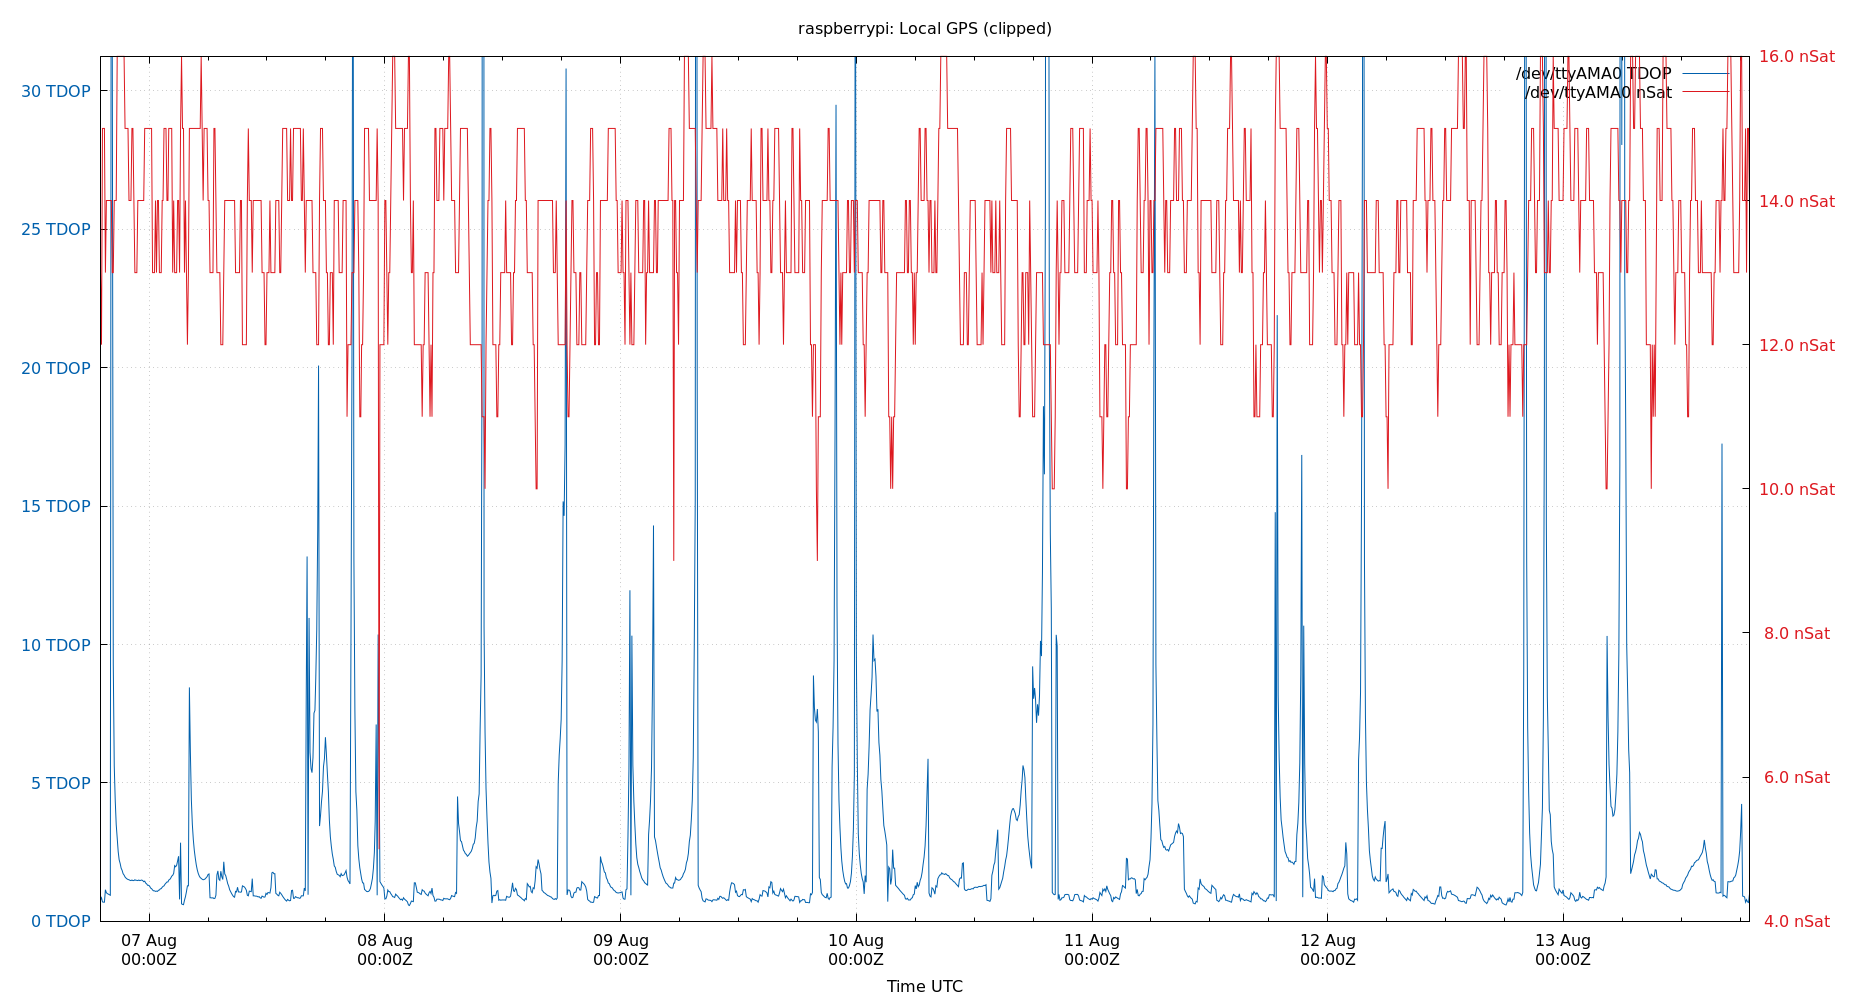 raspberrypi: Local GPS (clipped)
16.0 nSat
/dev/ttyAMA0 TDOP
/dev/ttyAMA0 nSat
30 TDOP
14.0 nSat
25 TDOP
12.0 nSat
20 TDOP
10.0 nSat
15 TDOP
8.0 nSat
10 TDOP
6.0 nSat
5 TDOP
4.0 nSat
0 TDOP
07 Aug 08 Aug 09 Aug 10 Aug 11 Aug 12 Aug 13 Aug
00:00Z 00:00Z 00:00Z 00:00Z 00:00Z 00:00Z 00:00Z
Time UTC